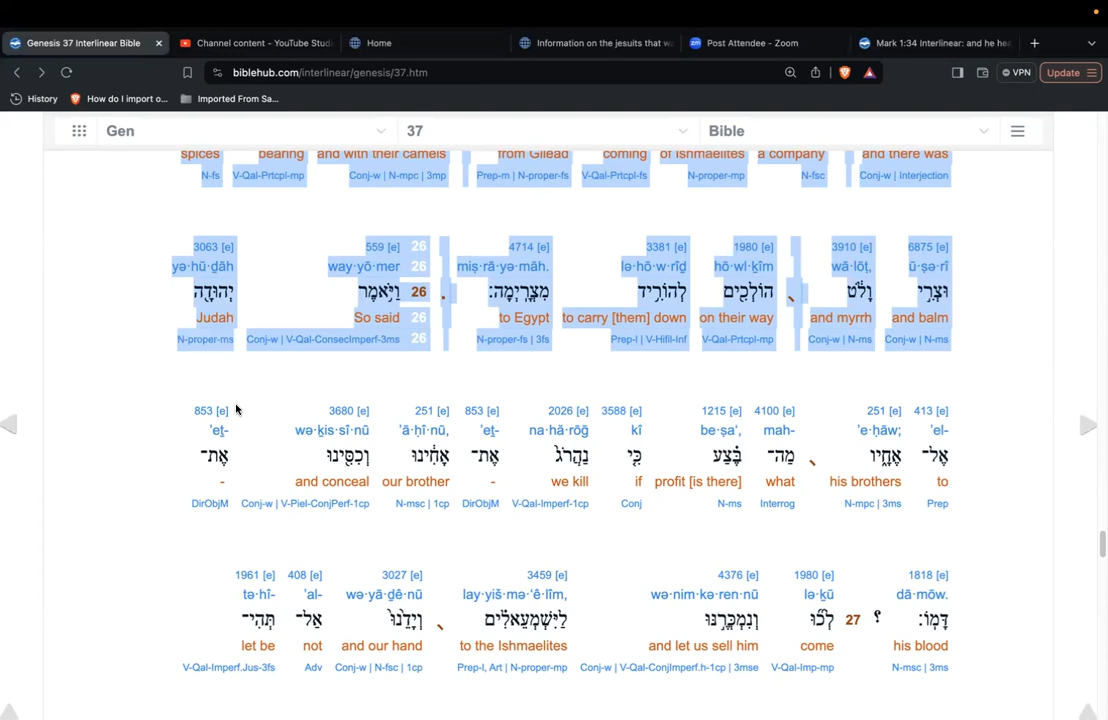 Genesis 37 Interlinear Bible
Channel content - YouTube Studi
Home
Information on the jesuits that wa
Post Attendee - Zoom
Mark 1:34 Interlinear: and he hea
biblehub.com/interlinear/genesis/37.htm
VPN
Update
History
How do I import o...
Imported From Sa...
Gen 37 Bible
spices bearing and with their camels from Gilead coming of Ishmaelites a company and there was
N-fs V-Qal-Prtcpl-mp Conj-w | N-mpc | 3mp Prep-m | N-proper-fs V-Qal-Prtcpl-fs N-proper-mp N-fsc Conj-w | Interjection
3063 [e] 559 [e] 26 4714 [e] 3381 [e] 1980 [e] 3910 [e] 6875 [e]
yə·hū·ḏāh way·yō·mer 26 miṣ·rā·yə·māh. lə·hō·w·rîḏ hō·wl·ḵîm wā·lōṭ, ū·ṣə·rî
יְהוּדָ֖ה וַיֹּ֥אמֶר 26 . מִצְרָֽיְמָה׃ לְהוֹרִ֥יד הוֹלְכִ֖ים 、 וָלֹ֔ט וּצְרִ֣י
Judah So said 26 to Egypt to carry [them] down on their way and myrrh and balm
N-proper-ms Conj-w | V-Qal-ConsecImperf-3ms 26 N-proper-fs | 3fs Prep-l | V-Hifil-Inf V-Qal-Prtcpl-mp Conj-w | N-ms Conj-w | N-ms
853 [e] 3680 [e] 251 [e] 853 [e] 2026 [e] 3588 [e] 1215 [e] 4100 [e] 251 [e] 413 [e]
’eṯ- wə·ḵis·sî·nū ’ā·ḥî·nū, ’eṯ- na·hă·rōḡ kî be·ṣa‘, mah- ’e·ḥāw; ’el-
אֶת־ וְכִסִּ֖ינוּ אָחִ֔ינוּ אֶת־ נַהֲרֹג֙ כִּ֤י בֶּ֗צַע מַה־ 、 אֶחָ֑יו אֶל־
- and conceal our brother - we kill if profit [is there] what his brothers to
DirObjM Conj-w | V-Piel-ConjPerf-1cp N-msc | 1cp DirObjM V-Qal-Imperf-1cp Conj N-ms Interrog N-mpc | 3ms Prep
1961 [e] 408 [e] 3027 [e] 3459 [e] 4376 [e] 1980 [e] 1818 [e]
tə·hî- ’al- wə·yā·ḏê·nū lay·yiš·mə·‘ê·lîm, wə·nim·kə·ren·nū lə·ḵū dā·mōw.
תְּהִי־ אַל־ וְיָדֵ֙נוּ֙ 、 לַיִּשְׁמְעֵאלִ֗ים וְנִמְכְּרֶ֣נּוּ לְכ֞וּ 27 ؟ דָּמֽוֹ׃
let be not and our hand to the Ishmaelites and let us sell him come his blood
V-Qal-Imperf.Jus-3fs Adv Conj-w | N-fsc | 1cp Prep-l, Art | N-proper-mp Conj-w | V-Qal-ConjImperf.h-1cp | 3mse V-Qal-Imp-mp N-msc | 3ms